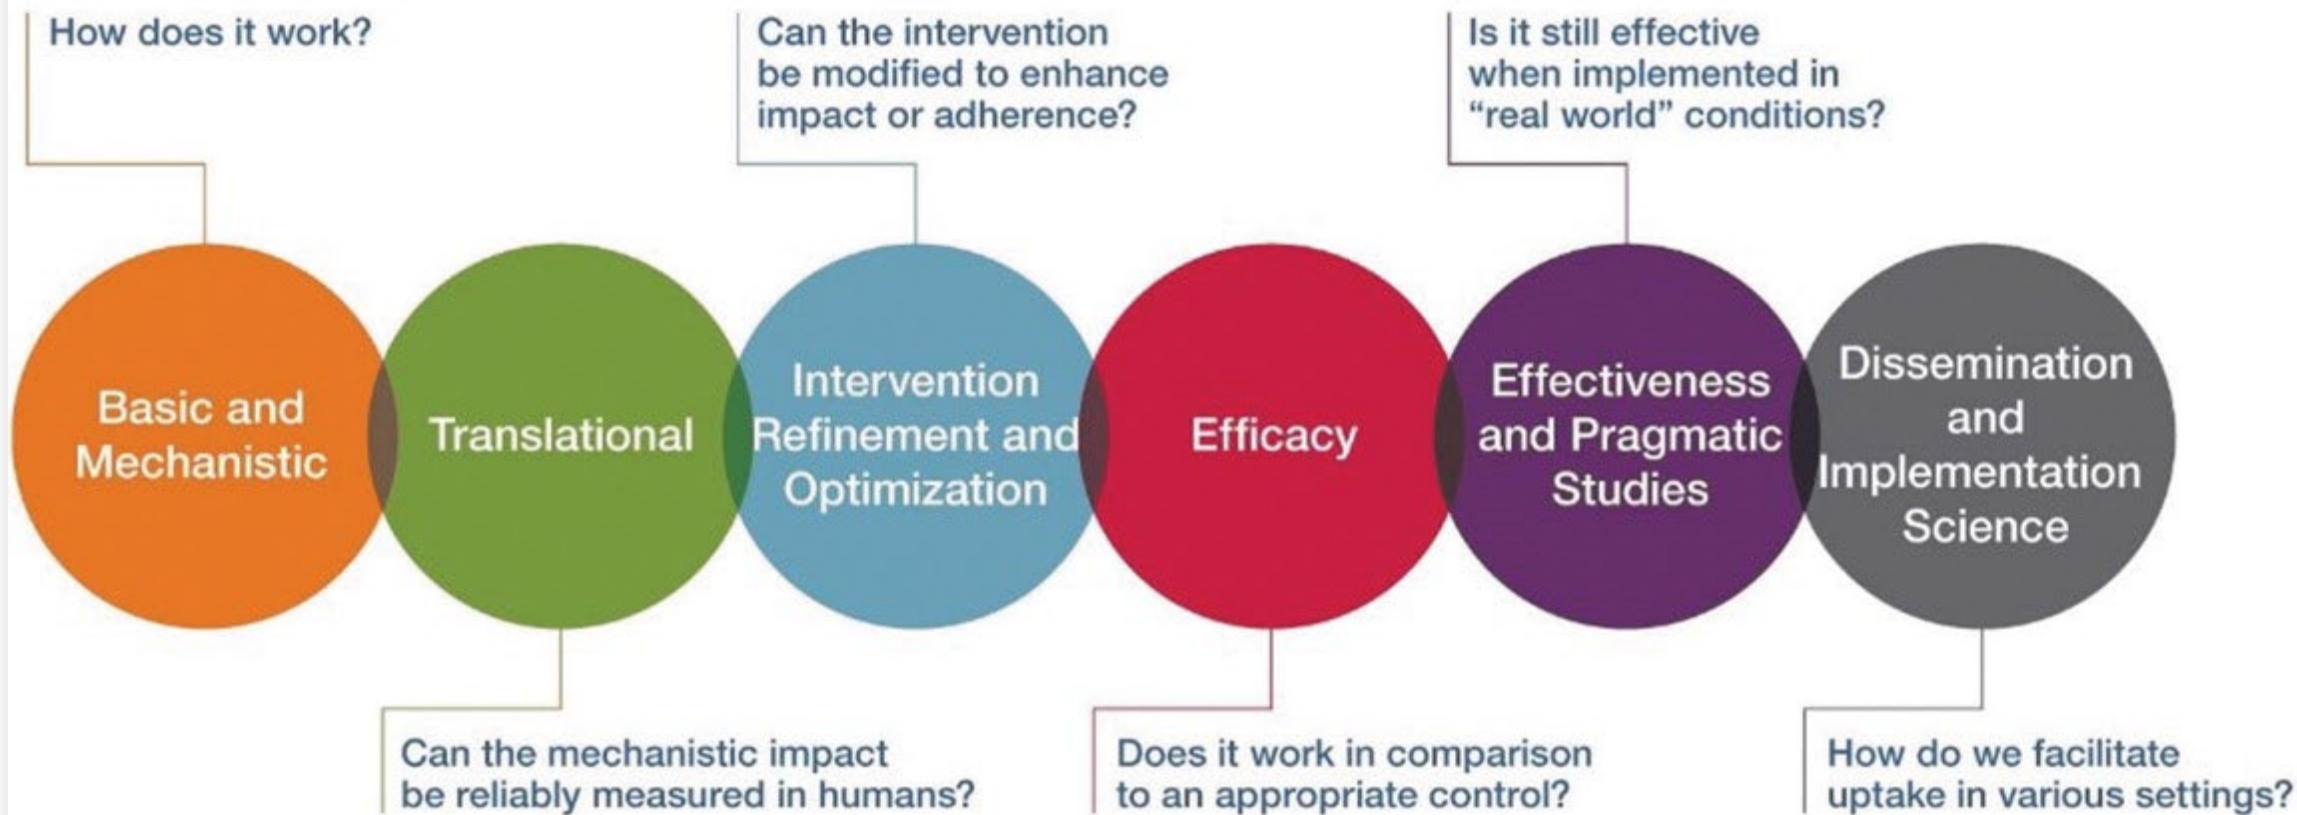 How does it work?
Can the intervention
be modified to enhance
impact or adherence?
Is it still effective
when implemented in
“real world” conditions?
Basic and
Mechanistic
Translational
Intervention
Refinement and
Optimization
Efficacy
Effectiveness
and Pragmatic
Studies
Dissemination
and
Implementation
Science
Can the mechanistic impact
be reliably measured in humans?
Does it work in comparison
to an appropriate control?
How do we facilitate
uptake in various settings?